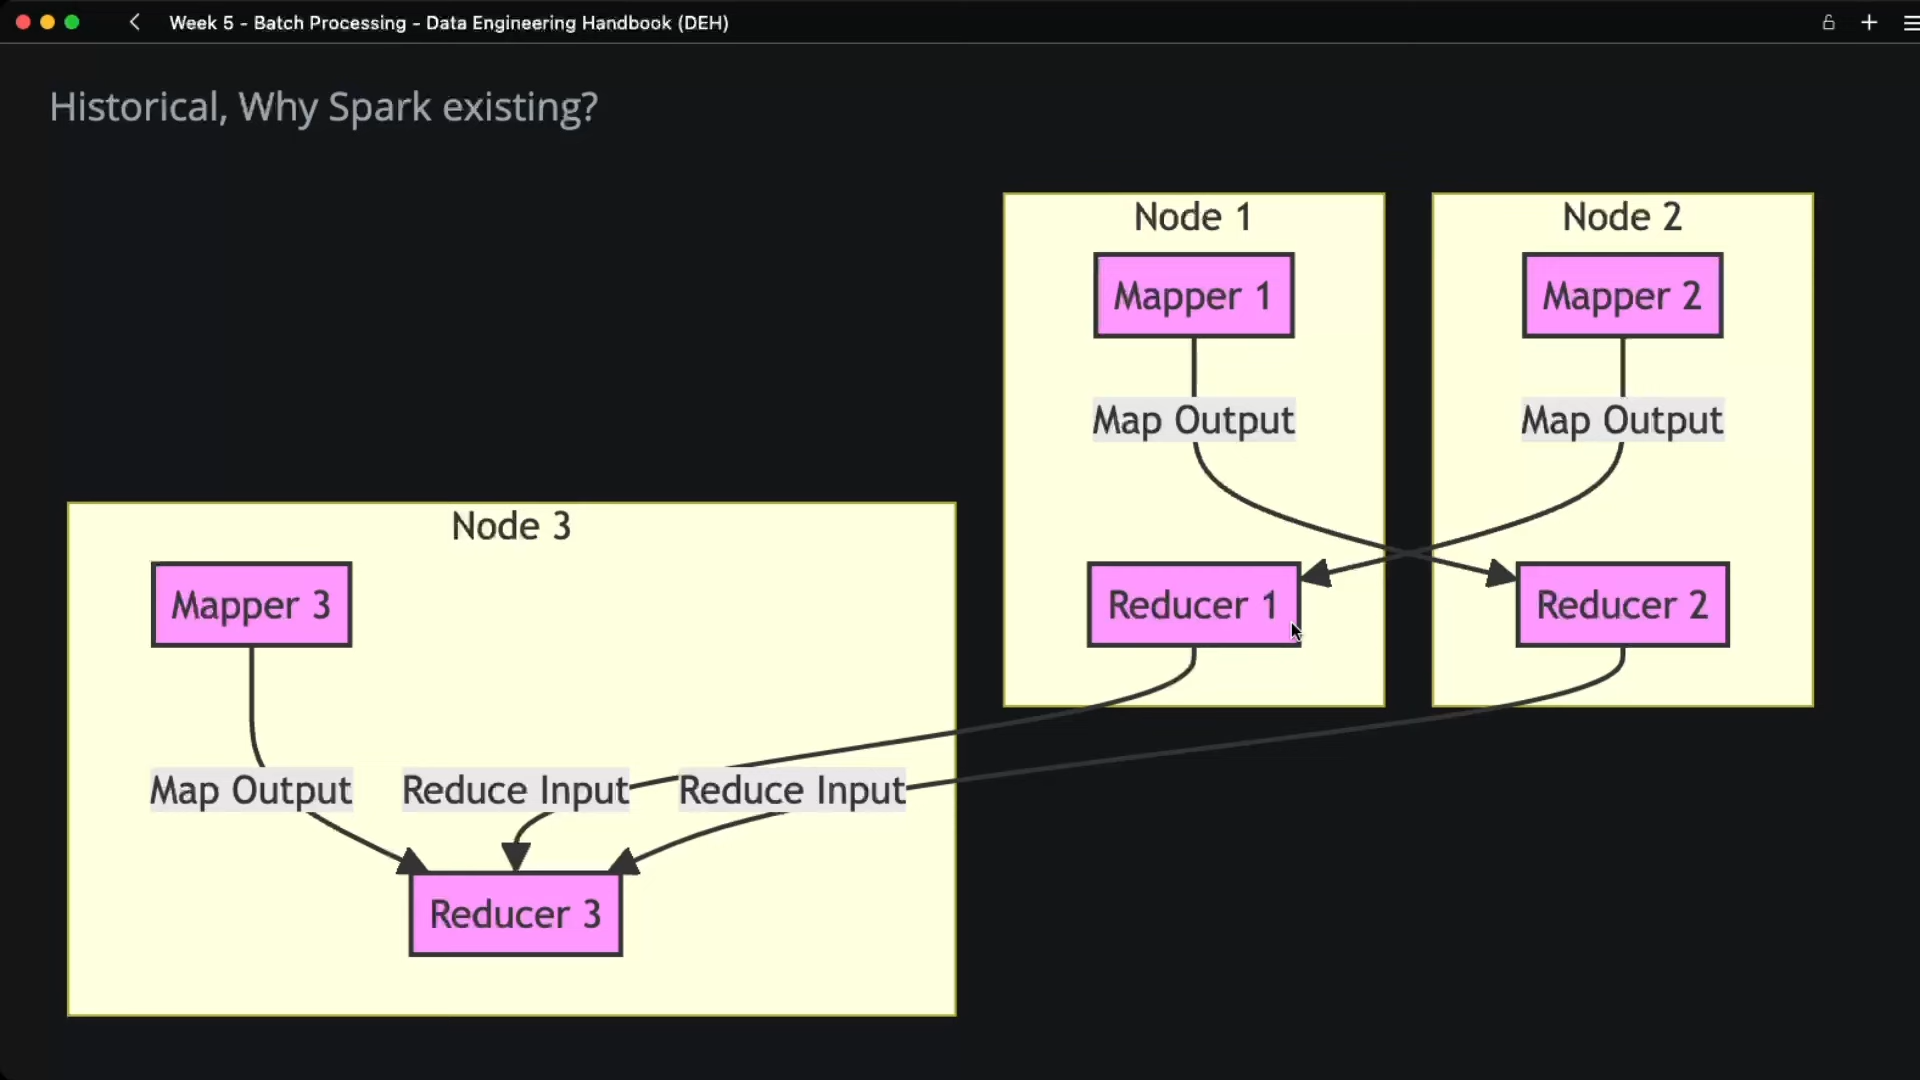 Week 5 - Batch Processing - Data Engineering Handbook (DEH)
Historical, Why Spark existing?
Node 1
Node 2
Mapper 1
Mapper 2
Map Output
Map Output
Node 3
Mapper 3
Reducer 1
Reducer 2
Map Output
Reduce Input
Reduce Input
Reducer 3